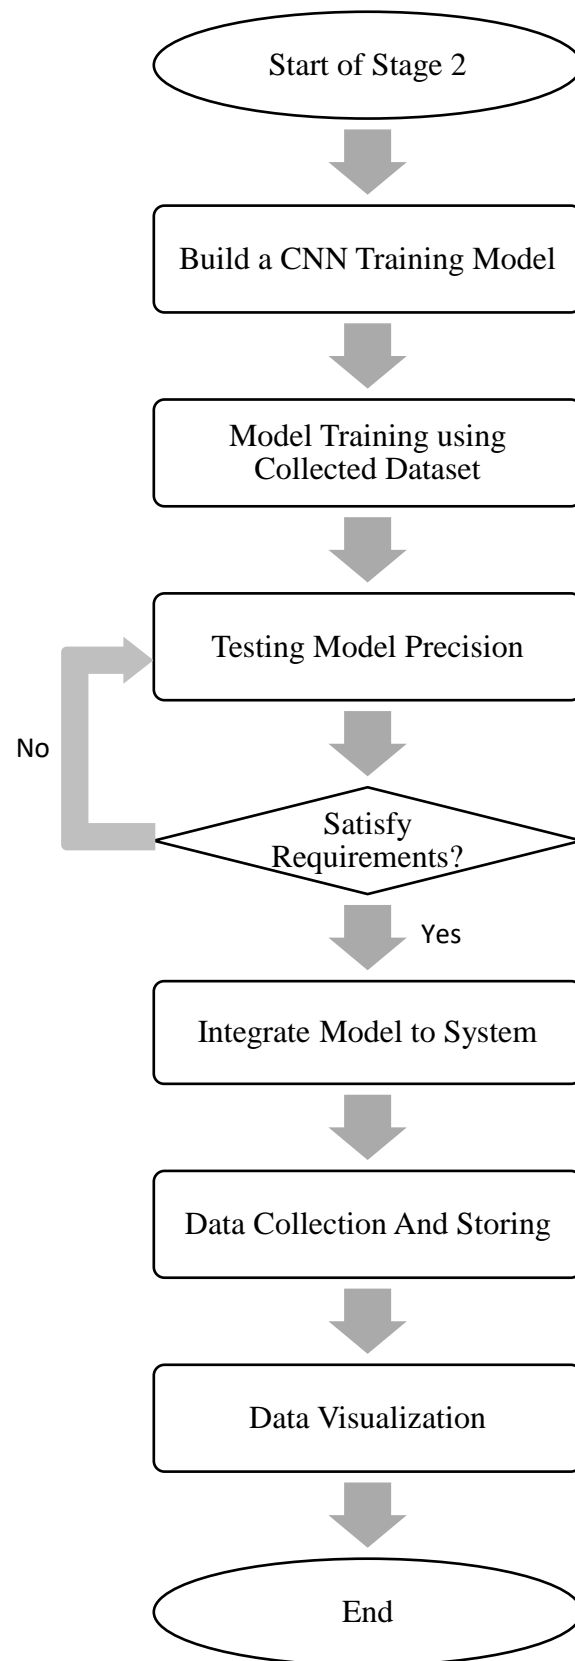 Start of Stage 2
Build a CNN Training Model
Model Training using
Collected Dataset
Testing Model Precision
No
Satisfy
Requirements?
Yes
Integrate Model to System
Data Collection And Storing
Data Visualization
End